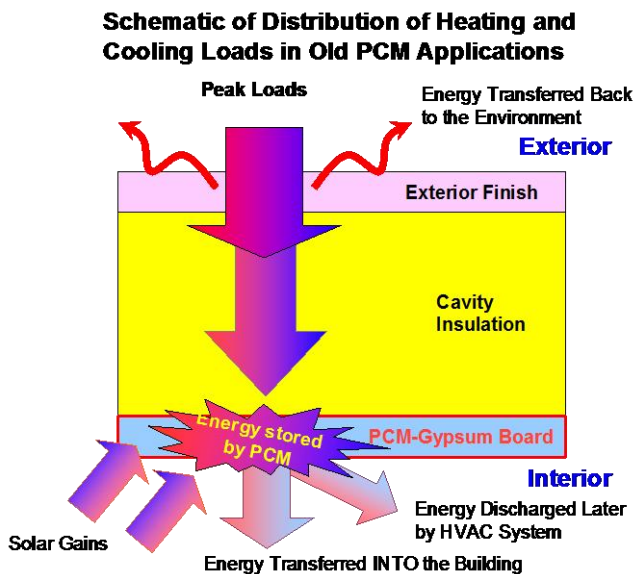 Schematic of Distribution of Heating and
Cooling Loads in Old PCM Applications
Peak Loads
Energy Transferred Back
to the Environment
Exterior
Exterior Finish
Cavity
Insulation
Energy stored
by PCM
PCM-Gypsum Board
Interior
Solar Gains
Energy Discharged Later
by HVAC System
Energy Transferred INTO the Building